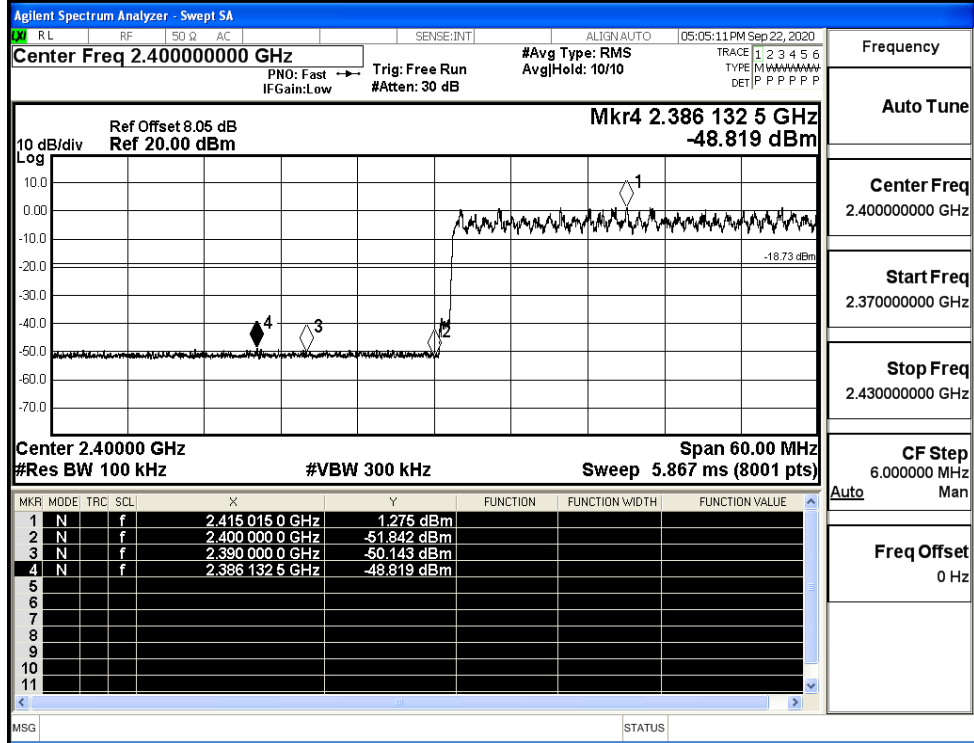 Agilent Spectrum Analyzer - Swept SA
LXI RL RF 50 Ω AC SENSE:INT ALIGN AUTO 05:05:11 PM Sep 22, 2020
Center Freq 2.400000000 GHz
PNO: Fast
IFGain:Low
Trig: Free Run
#Atten: 30 dB
#Avg Type: RMS
Avg|Hold: 10/10
TRACE 1 2 3 4 5 6
TYPE M W W W W W
DET P P P P P P
Mkr4 2.386 132 5 GHz
-48.819 dBm
Ref Offset 8.05 dB
10 dB/div Ref 20.00 dBm
Log
10.0
0.00
-10.0
-20.0
-30.0
-40.0
-50.0
-60.0
-70.0
1
-18.73 dBm
4
3
2
Center 2.40000 GHz Span 60.00 MHz
#Res BW 100 kHz #VBW 300 kHz Sweep 5.867 ms (8001 pts)
MKR MODE TRC SCL X Y FUNCTION FUNCTION WIDTH FUNCTION VALUE
1 N f 2.415 015 0 GHz 1.275 dBm
2 N f 2.400 000 0 GHz -51.842 dBm
3 N f 2.390 000 0 GHz -50.143 dBm
4 N f 2.386 132 5 GHz -48.819 dBm
5
6
7
8
9
10
11
MSG STATUS
Frequency
Auto Tune
Center Freq
2.400000000 GHz
Start Freq
2.370000000 GHz
Stop Freq
2.430000000 GHz
CF Step
6.000000 MHz
Auto Man
Freq Offset
0 Hz